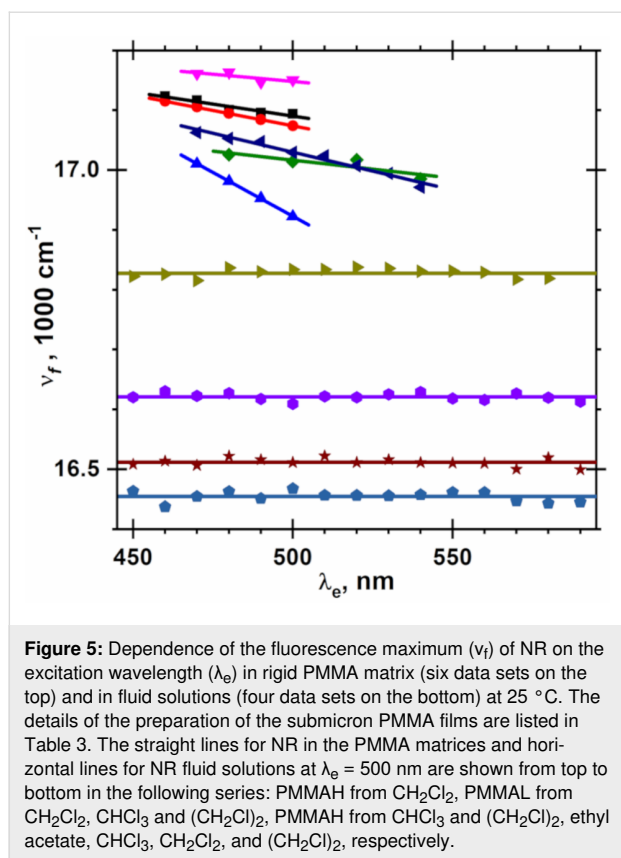 17.0
16.5
ν_f, 1000 cm⁻¹
450 500 550
λ_e, nm
Figure 5: Dependence of the fluorescence maximum (ν_f) of NR on the
excitation wavelength (λ_e) in rigid PMMA matrix (six data sets on the
top) and in fluid solutions (four data sets on the bottom) at 25 °C. The
details of the preparation of the submicron PMMA films are listed in
Table 3. The straight lines for NR in the PMMA matrices and hori-
zontal lines for NR fluid solutions at λ_e = 500 nm are shown from top to
bottom in the following series: PMMAH from CH₂Cl₂, PMMAL from
CH₂Cl₂, CHCl₃ and (CH₂Cl)₂, PMMAH from CHCl₃ and (CH₂Cl)₂, ethyl
acetate, CHCl₃, CH₂Cl₂, and (CH₂Cl)₂, respectively.